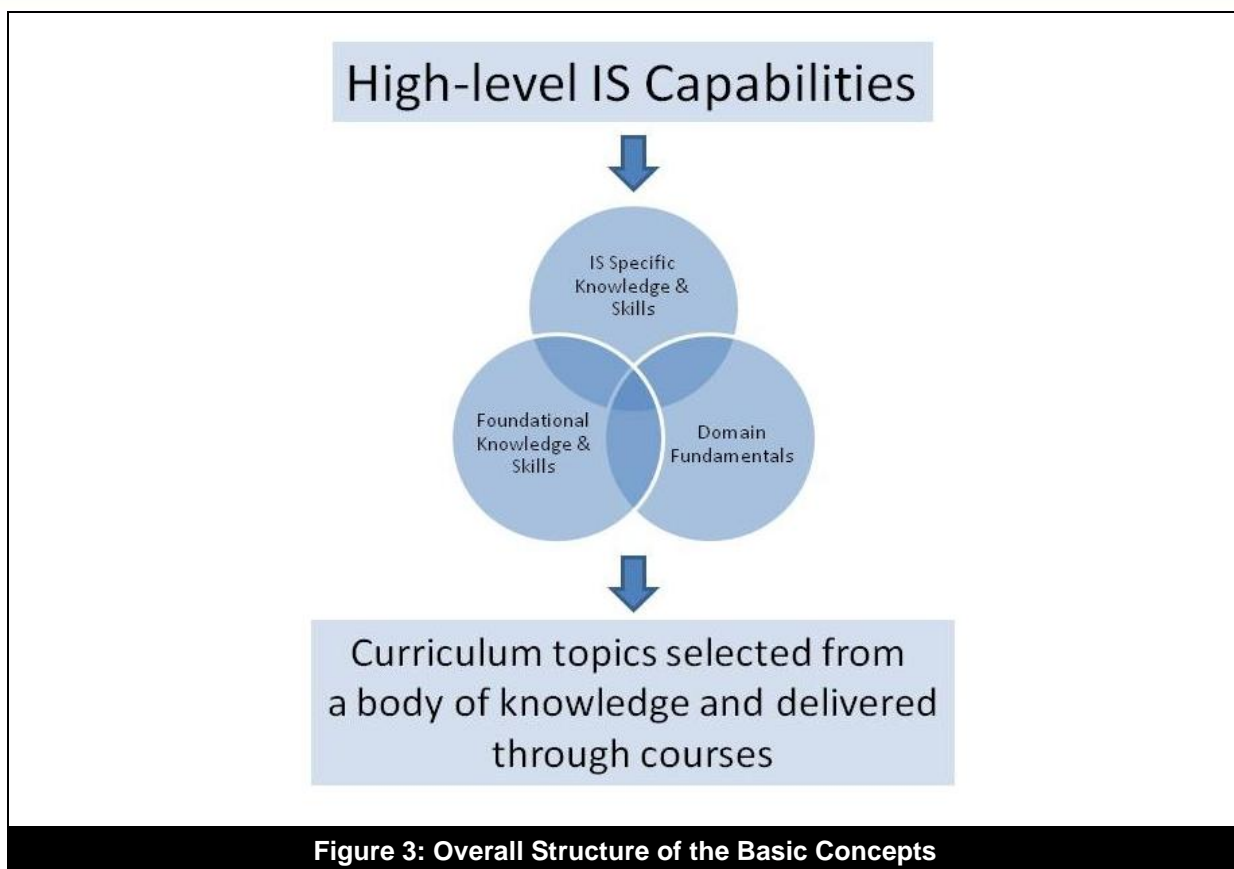 High-level IS Capabilities
IS Specific
Knowledge &
Skills
Foundational
Knowledge &
Skills
Domain
Fundamentals
Curriculum topics selected from
a body of knowledge and delivered
through courses
Figure 3: Overall Structure of the Basic Concepts